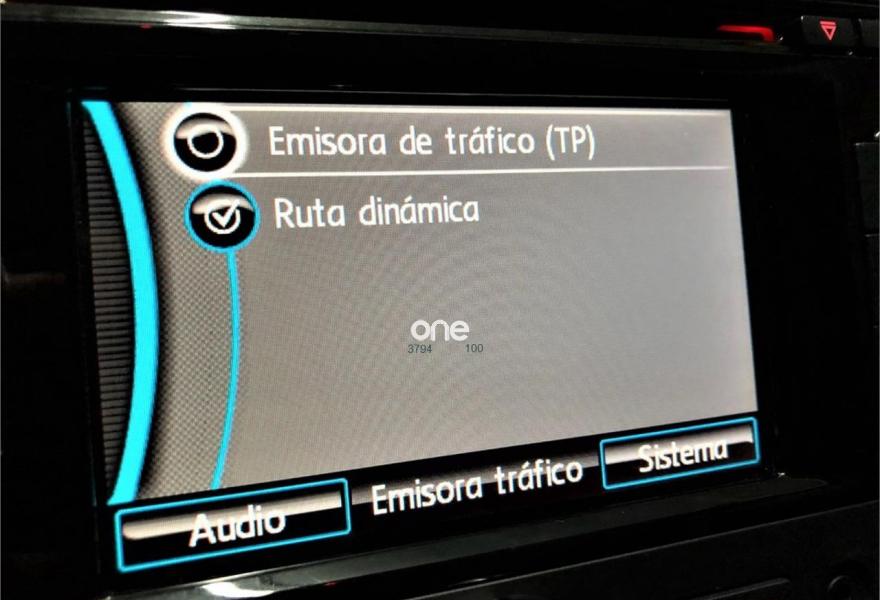 Emisora de tráfico (TP)
Ruta dinámica
one
3794 100
Audio Emisora tráfico Sistema